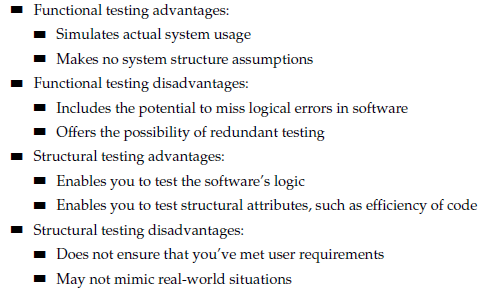 Functional testing advantages:
Simulates actual system usage
Makes no system structure assumptions
Functional testing disadvantages:
Includes the potential to miss logical errors in software
Offers the possibility of redundant testing
Structural testing advantages:
Enables you to test the software's logic
Enables you to test structural attributes, such as efficiency of code
Structural testing disadvantages:
Does not ensure that you've met user requirements
May not mimic real-world situations